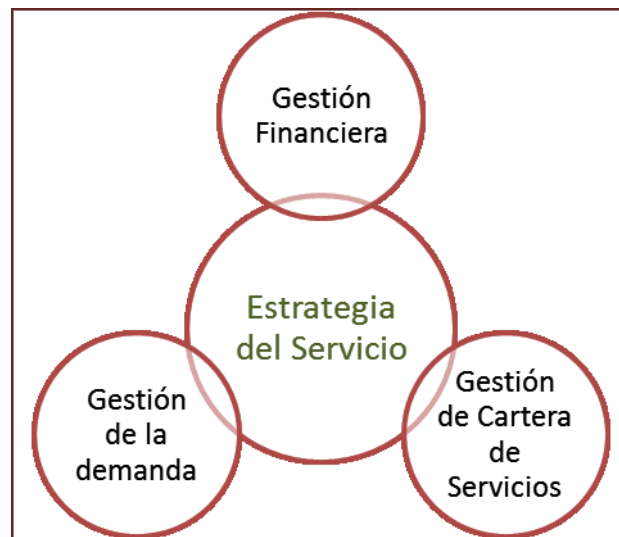 Gestión
Financiera
Estrategia
del Servicio
Gestión
de la
demanda
Gestión
de Cartera
de
Servicios